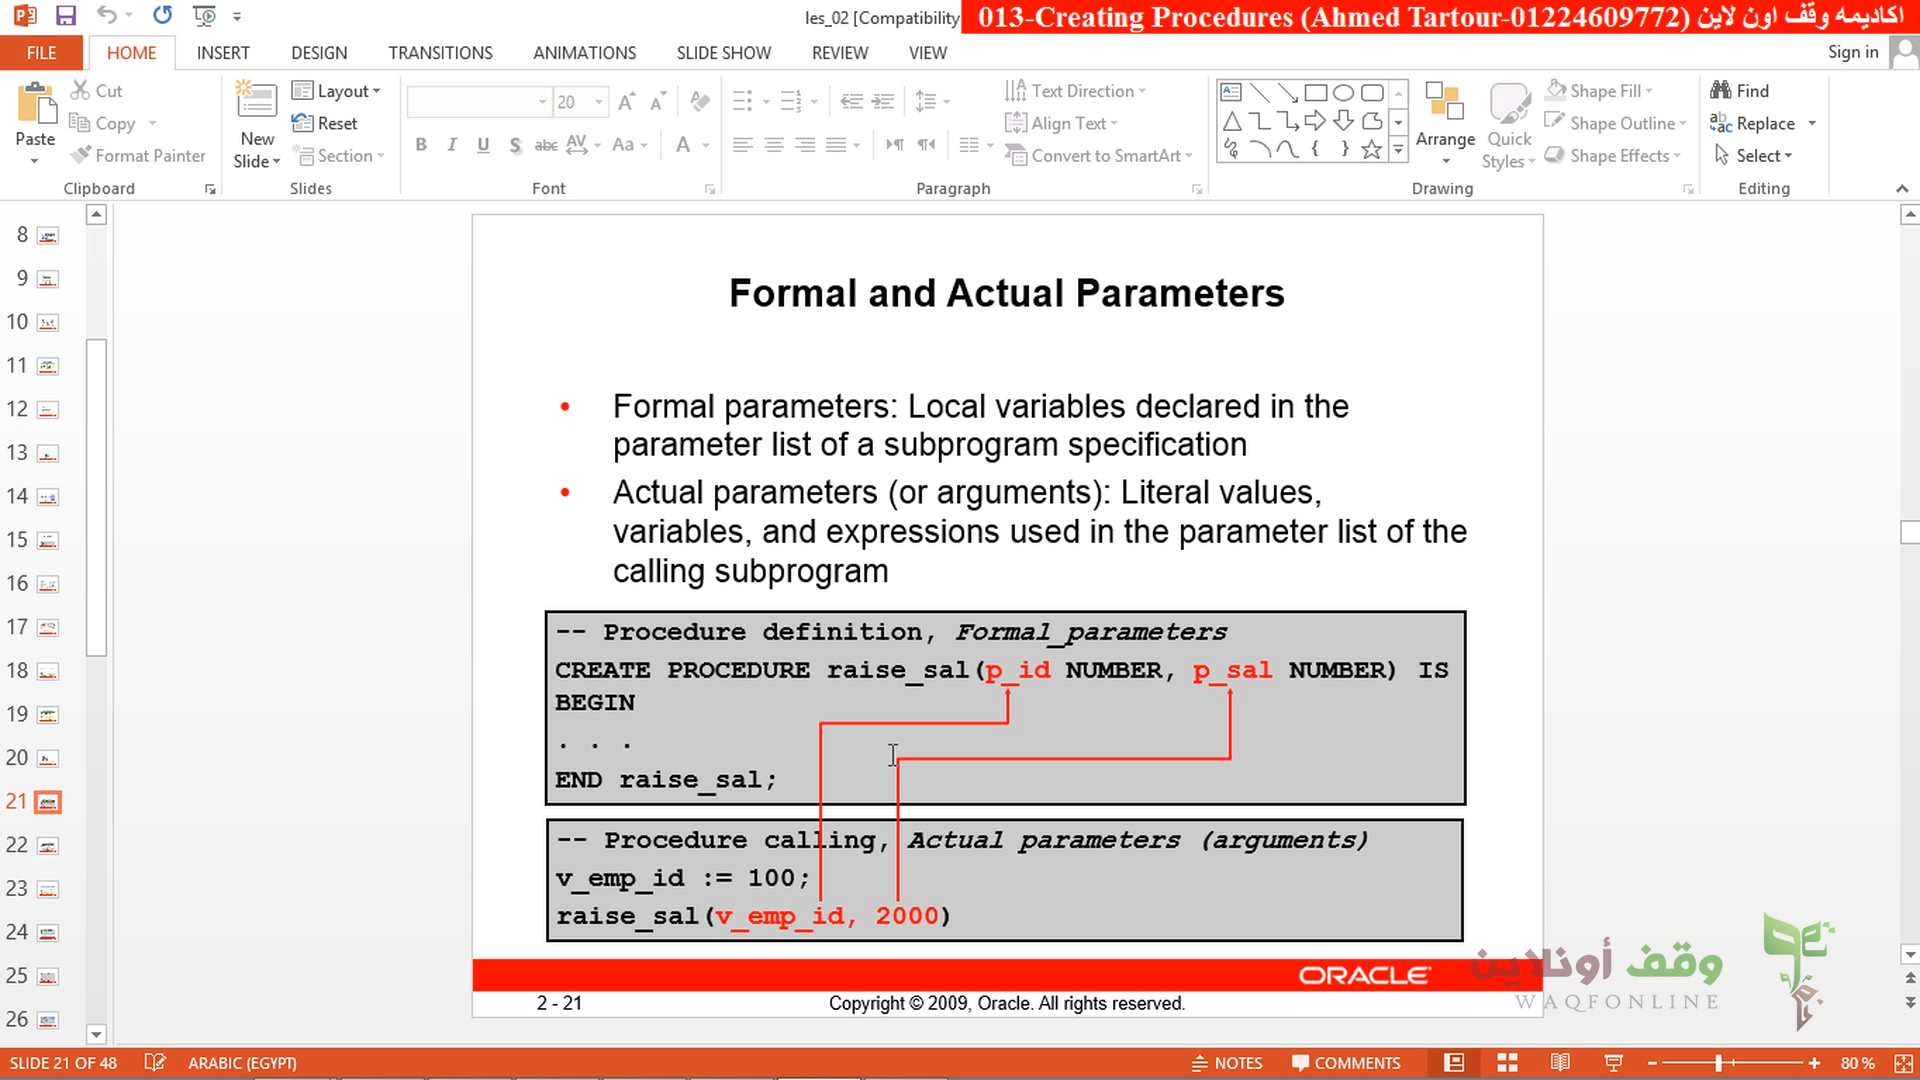 les_02 [Compatibility
013-Creating Procedures (Ahmed Tartour-01224609772) اكاديميه وقف اون لاين
FILE HOME INSERT DESIGN TRANSITIONS ANIMATIONS SLIDE SHOW REVIEW VIEW
Sign in
Paste
Cut
Copy
Format Painter
Clipboard
New Slide
Layout
Reset
Section
Slides
20
Font
Text Direction
Align Text
Convert to SmartArt
Paragraph
Arrange
Quick Styles
Shape Fill
Shape Outline
Shape Effects
Drawing
Find
Replace
Select
Editing
8
9
10
11
12
13
14
15
16
17
18
19
20
21
22
23
24
25
26
Formal and Actual Parameters
• Formal parameters: Local variables declared in the
parameter list of a subprogram specification
• Actual parameters (or arguments): Literal values,
variables, and expressions used in the parameter list of the
calling subprogram
-- Procedure definition, Formal_parameters
CREATE PROCEDURE raise_sal(p_id NUMBER, p_sal NUMBER) IS
BEGIN
. . .
END raise_sal;
-- Procedure calling, Actual parameters (arguments)
v_emp_id := 100;
raise_sal(v_emp_id, 2000)
ORACLE
2 - 21
Copyright © 2009, Oracle. All rights reserved.
وقف أونلاين
WAQFONLINE
SLIDE 21 OF 48
ARABIC (EGYPT)
NOTES
COMMENTS
80 %